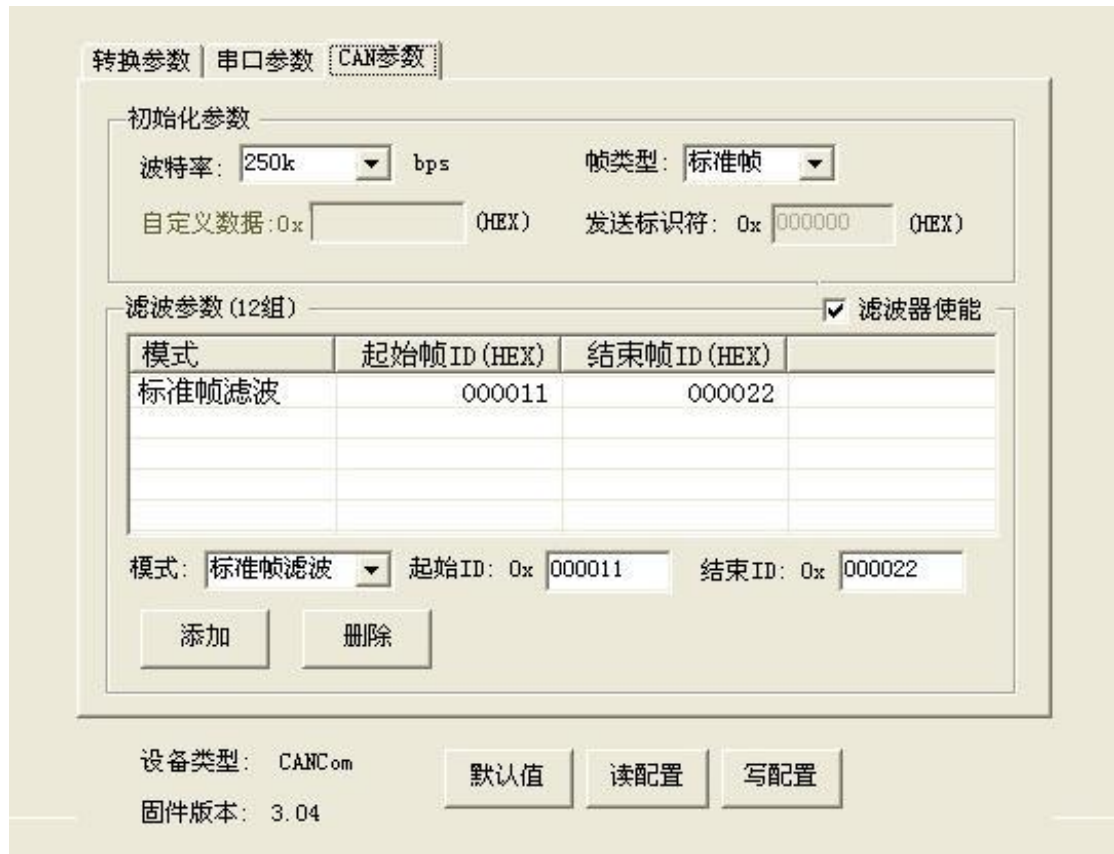 转换参数 串口参数 CAN参数
初始化参数
波特率: 250k bps 帧类型: 标准帧
自定义数据:0x (HEX) 发送标识符: 0x 000000 (HEX)
滤波参数(12组) 滤波器使能
模式 起始帧ID(HEX) 结束帧ID(HEX)
标准帧滤波 000011 000022
模式: 标准帧滤波 起始ID: 0x 000011 结束ID: 0x 000022
添加 删除
设备类型: CANCom 默认值 读配置 写配置
固件版本: 3.04